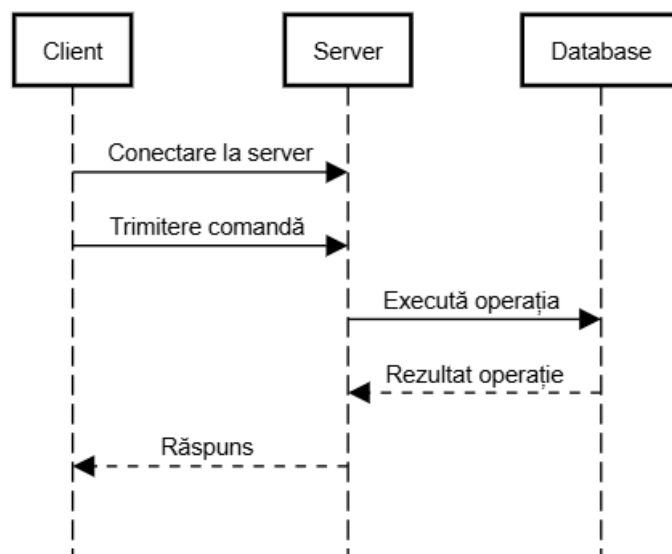 Client
Server
Database
Conectare la server
Trimitere comandă
Execută operația
Rezultat operație
Răspuns